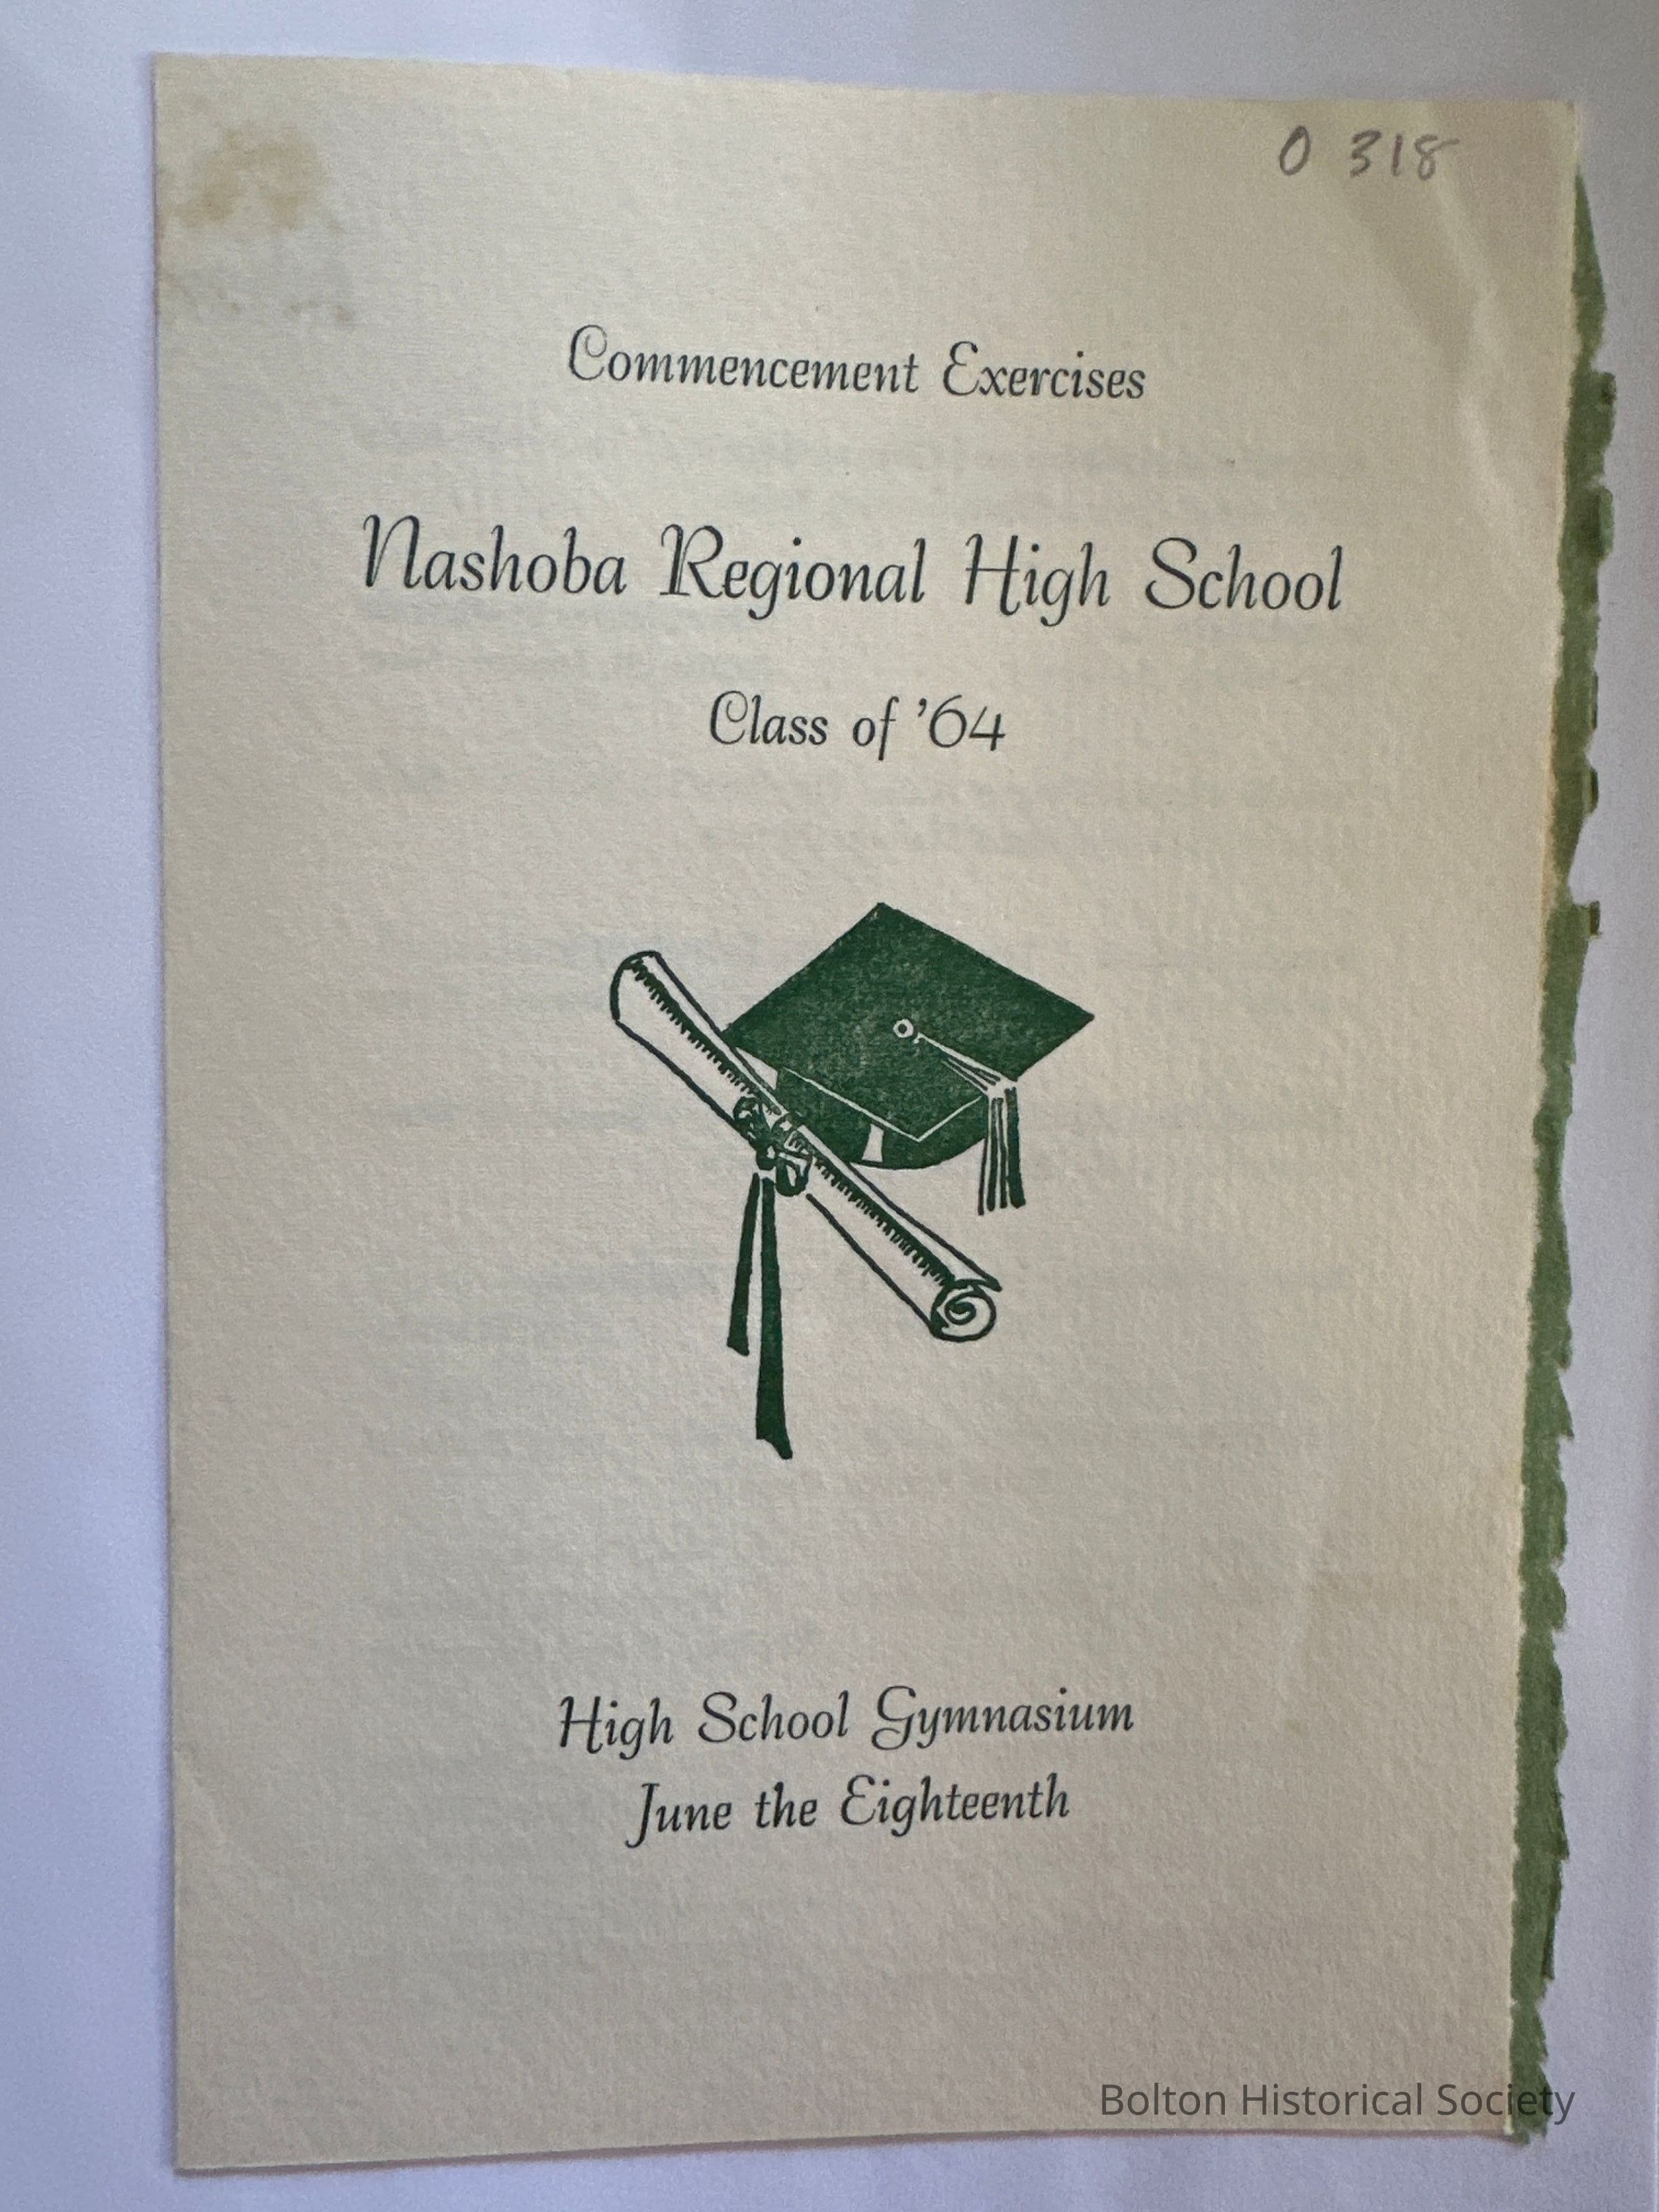 O 318
Commencement Exercises
Nashoba Regional High School
Class of '64
High School Gymnasium
June the Eighteenth
Bolton Historical Society